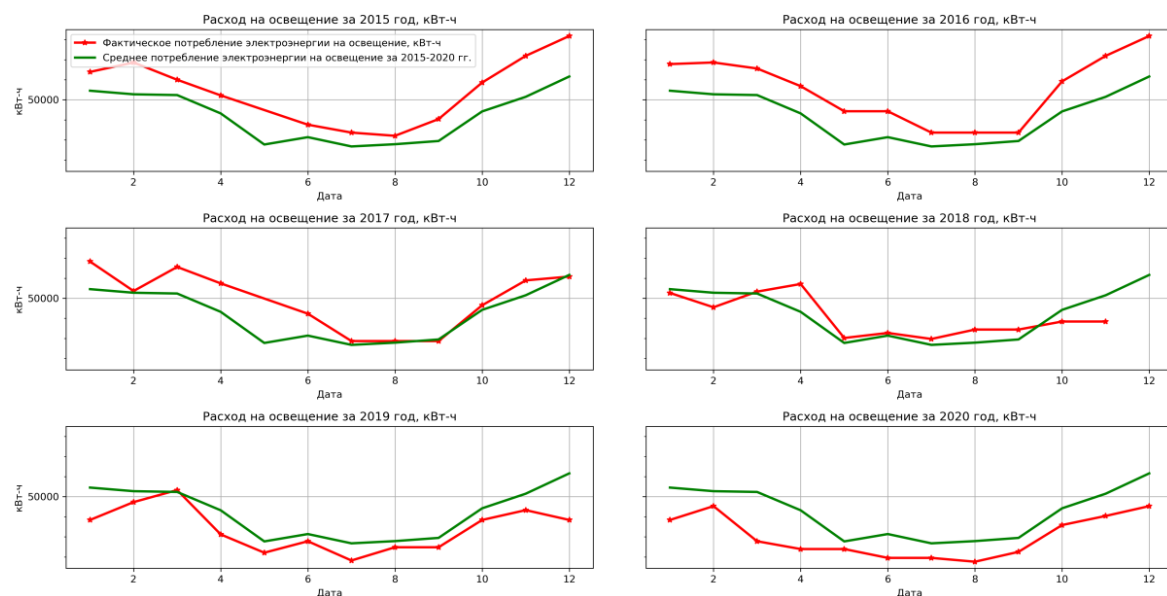 Расход на освещение за 2015 год, кВт-ч
Фактическое потребление электроэнергии на освещение, кВт-ч
Среднее потребление электроэнергии на освещение за 2015-2020 гг.
кВт-ч
50000
2 4 6 8 10 12
Дата
Расход на освещение за 2016 год, кВт-ч
2 4 6 8 10 12
Дата
Расход на освещение за 2017 год, кВт-ч
кВт-ч
50000
2 4 6 8 10 12
Дата
Расход на освещение за 2018 год, кВт-ч
2 4 6 8 10 12
Дата
Расход на освещение за 2019 год, кВт-ч
кВт-ч
50000
2 4 6 8 10 12
Дата
Расход на освещение за 2020 год, кВт-ч
2 4 6 8 10 12
Дата